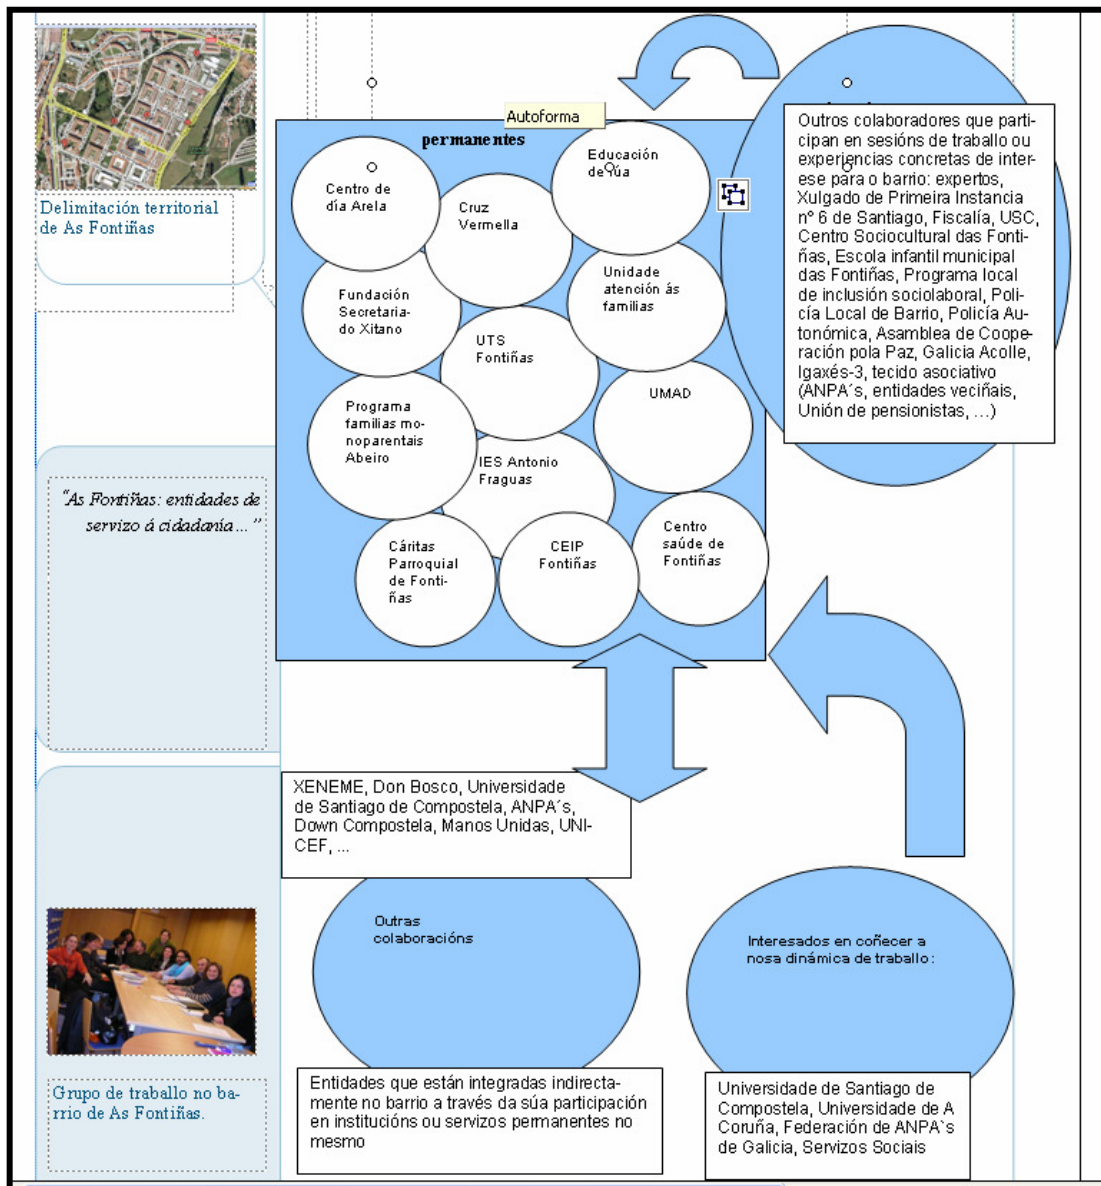 Delimitación territorial
de As Fontiñas
“As Fontiñas: entidades de
servizo á cidadanía ...”
Grupo de traballo no ba-
rrio de As Fontiñas.
Autoforma
permanentes
Centro de
día Arela
Cruz
Vermella
Educación
de rúa
Fundación
Secretaria-
do Xitano
UTS
Fontiñas
Unidade
atención ás
familias
Programa
familias mo-
noparentais
Abeiro
IES Antonio
Fraguas
UMAD
Cáritas
Parroquial
de Fonti-
ñas
CEIP
Fontiñas
Centro
saúde de
Fontiñas
Outros colaboradores que parti-
cipan en sesións de traballo ou
experiencias concretas de inter-
ese para o barrio: expertos,
Xulgado de Primeira Instancia
nº 6 de Santiago, Fiscalía, USC,
Centro Sociocultural das Fonti-
ñas, Escola infantil municipal
das Fontiñas, Programa local
de inclusión sociolaboral, Poli-
cía Local de Barrio, Policía Au-
tonómica, Asamblea de Coope-
ración pola Paz, Galicia Acolle,
Igaxés-3, tecido asociativo
(ANPA´s, entidades veciñais,
Unión de pensionistas, ...)
XENEME, Don Bosco, Universidade
de Santiago de Compostela, ANPA´s,
Down Compostela, Manos Unidas, UNI-
CEF, ...
Outras
colaboracións
Entidades que están integradas indirecta-
mente no barrio a través da súa participación
en institucións ou servizos permanentes no
mesmo
Interesados en coñecer a
nosa dinámica de traballo:
Universidade de Santiago de
Compostela, Universidade de A
Coruña, Federación de ANPA`s
de Galicia, Servizos Sociais